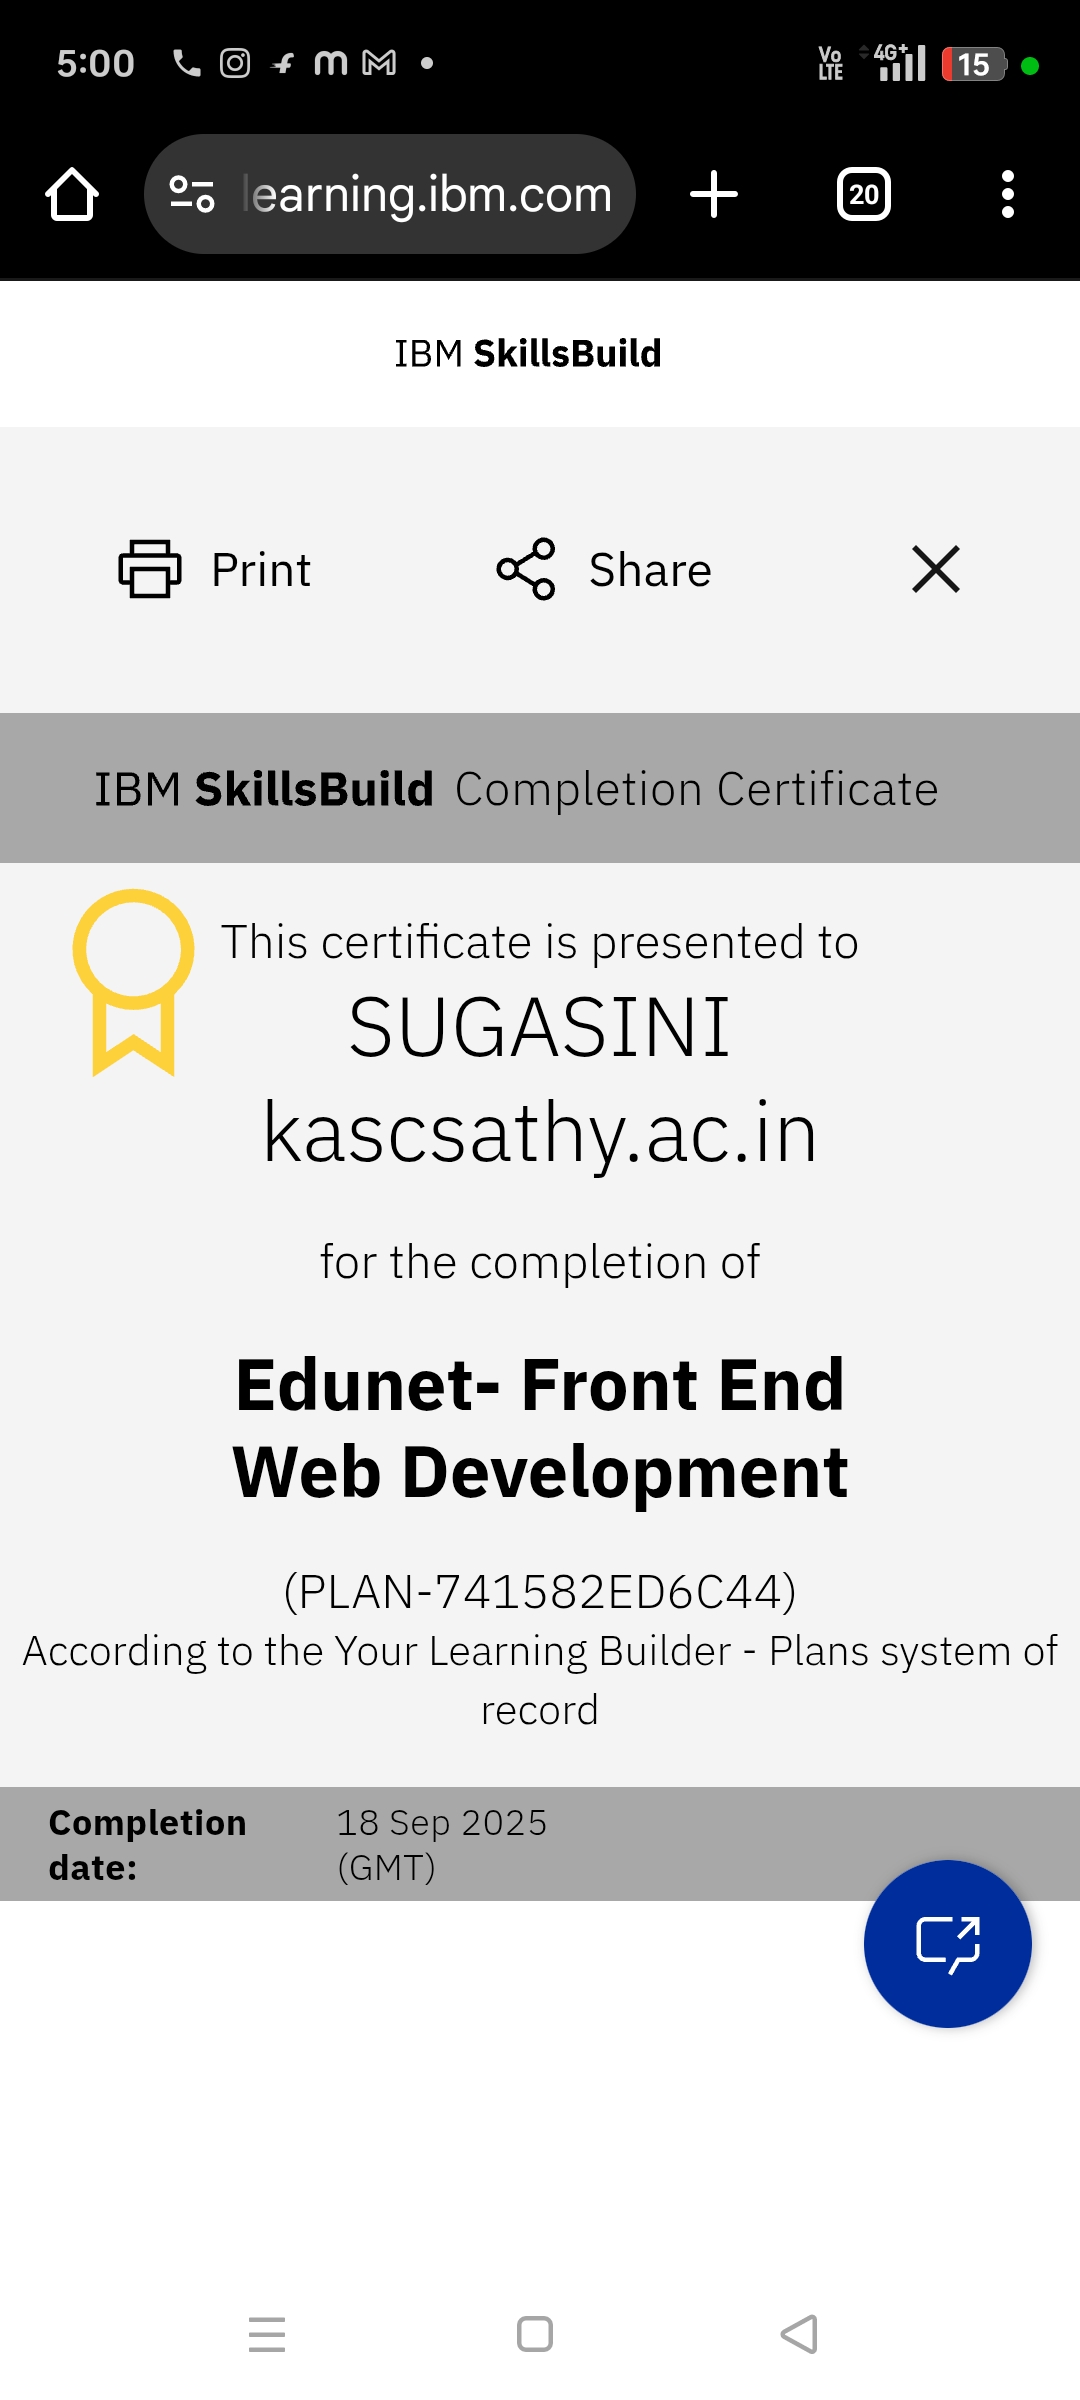 5:00
Vo LTE 4G+ 15
learning.ibm.com
20
IBM SkillsBuild
Print
Share
IBM SkillsBuild Completion Certificate
This certificate is presented to
SUGASINI
kascsathy.ac.in
for the completion of
Edunet- Front End
Web Development
(PLAN-741582ED6C44)
According to the Your Learning Builder - Plans system of
record
Completion
date:
18 Sep 2025
(GMT)